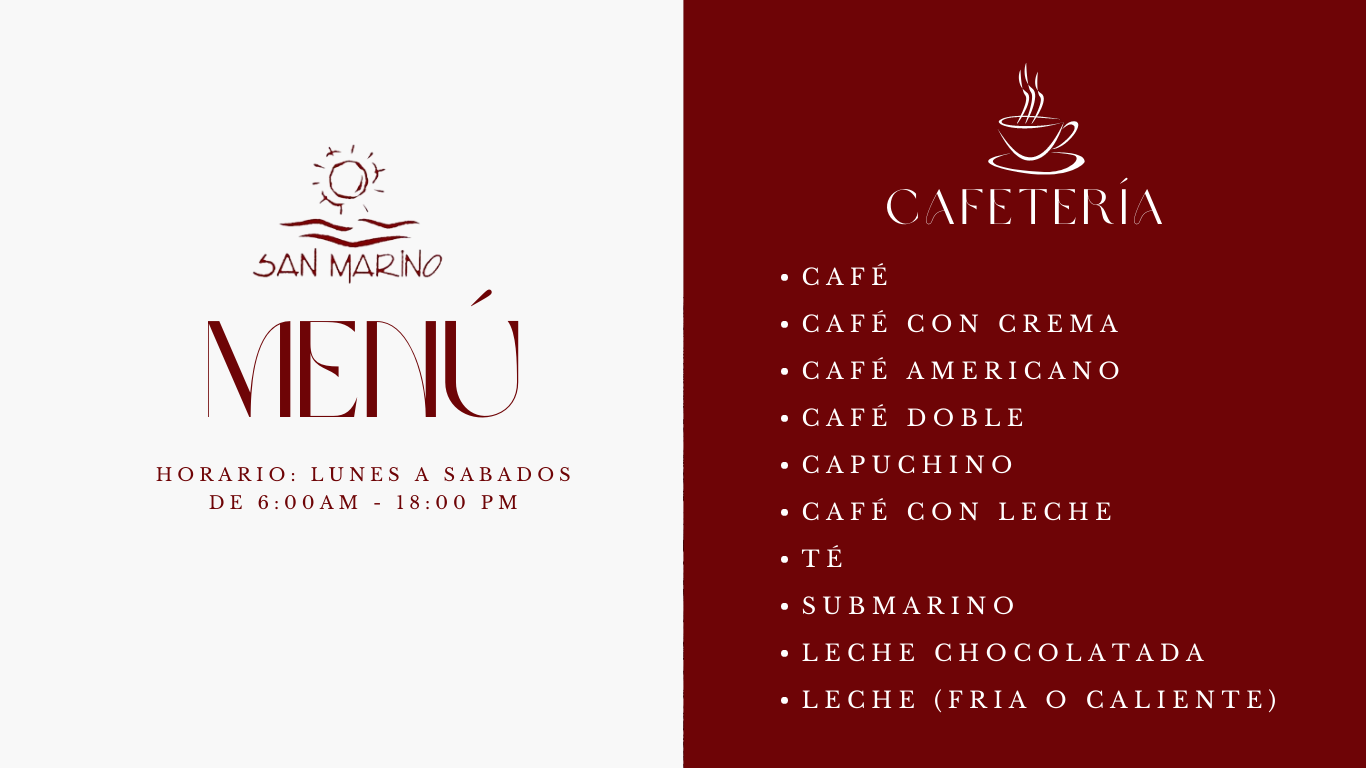 SAN MARINO
MENÚ
HORARIO: LUNES A SABADOS
DE 6:00AM - 18:00 PM
CAFETERÍA
• CAFÉ
• CAFÉ CON CREMA
• CAFÉ AMERICANO
• CAFÉ DOBLE
• CAPUCHINO
• CAFÉ CON LECHE
• TÉ
• SUBMARINO
• LECHE CHOCOLATADA
• LECHE (FRIA O CALIENTE)